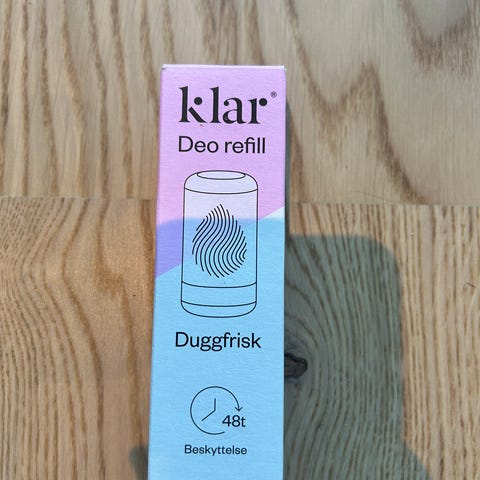 klar®
Deo refill
Duggfrisk
48t
Beskyttelse